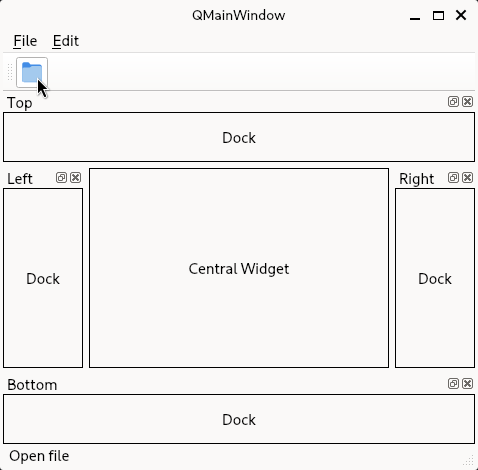 QMainWindow
File Edit
Top
Dock
Left
Right
Dock
Central Widget
Dock
Bottom
Dock
Open file